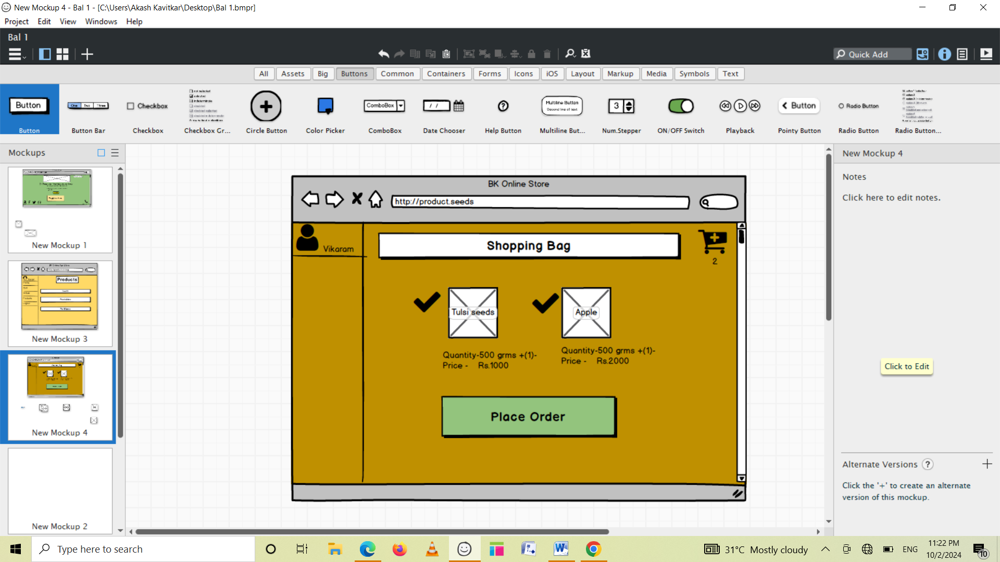 New Mockup 4 - Bal 1 - [C:\Users\Akash Kavitkar\Desktop\Bal 1.bmpr]
Project Edit View Windows Help
Bal 1
Quick Add
All Assets Big Buttons Common Containers Forms Icons iOS Layout Markup Media Symbols Text
Button
One Two Three
Checkbox
ComboBox
/ /
Multiline Button
Second line of text
3
Button
Radio Button
Button Button Bar Checkbox Checkbox Gr... Circle Button Color Picker ComboBox Date Chooser Help Button Multiline But... Num.Stepper ON/OFF Switch Playback Pointy Button Radio Button Radio Button...
Mockups
New Mockup 1
Products
New Mockup 3
New Mockup 4
New Mockup 2
BK Online Store
http://product.seeds
Vikaram
Shopping Bag
2
Tulsi seeds
Apple
Quantity-500 grms +(1)-
Price - Rs.1000
Quantity-500 grms +(1)-
Price - Rs.2000
Place Order
New Mockup 4
Notes
Click here to edit notes.
Click to Edit
Alternate Versions ?
Click the '+' to create an alternate
version of this mockup.
Type here to search
31°C Mostly cloudy
ENG
11:22 PM
10/2/2024
10